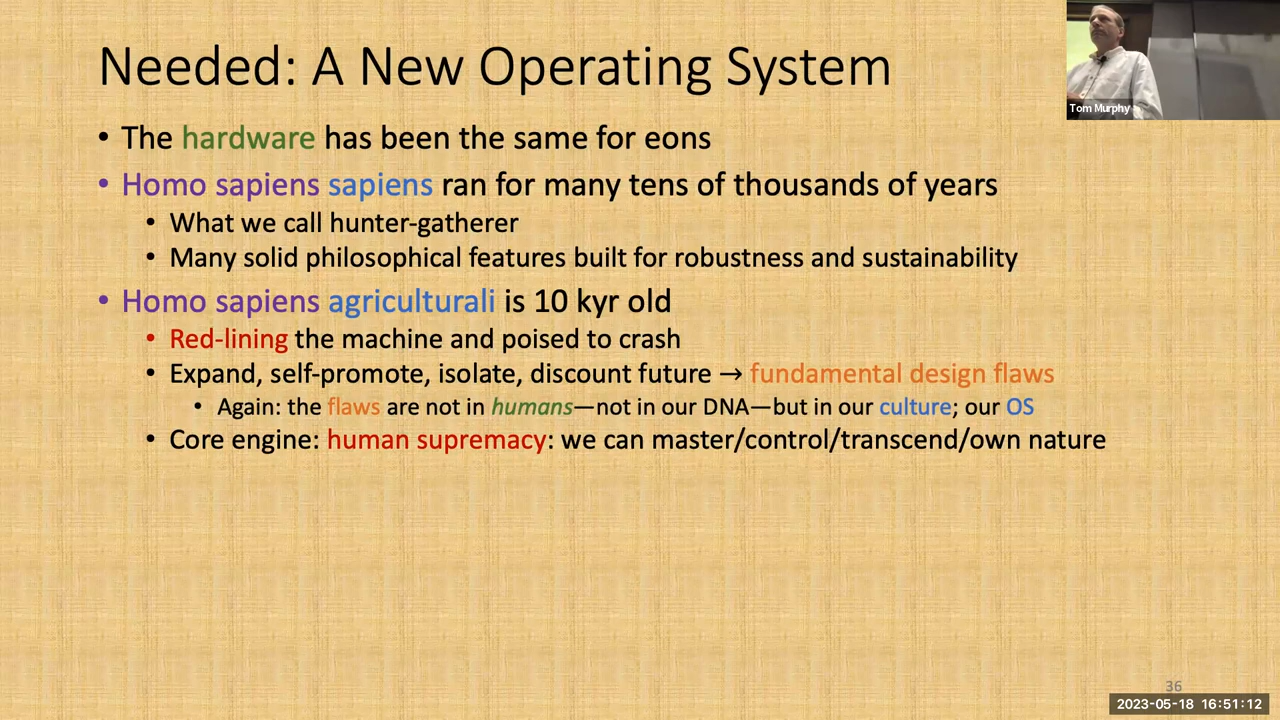 Needed: A New Operating System
Tom Murphy
• The hardware has been the same for eons
• Homo sapiens sapiens ran for many tens of thousands of years
• What we call hunter-gatherer
• Many solid philosophical features built for robustness and sustainability
• Homo sapiens agriculturali is 10 kyr old
• Red-lining the machine and poised to crash
• Expand, self-promote, isolate, discount future → fundamental design flaws
• Again: the flaws are not in humans—not in our DNA—but in our culture; our OS
• Core engine: human supremacy: we can master/control/transcend/own nature
36
2023-05-18 16:51:12